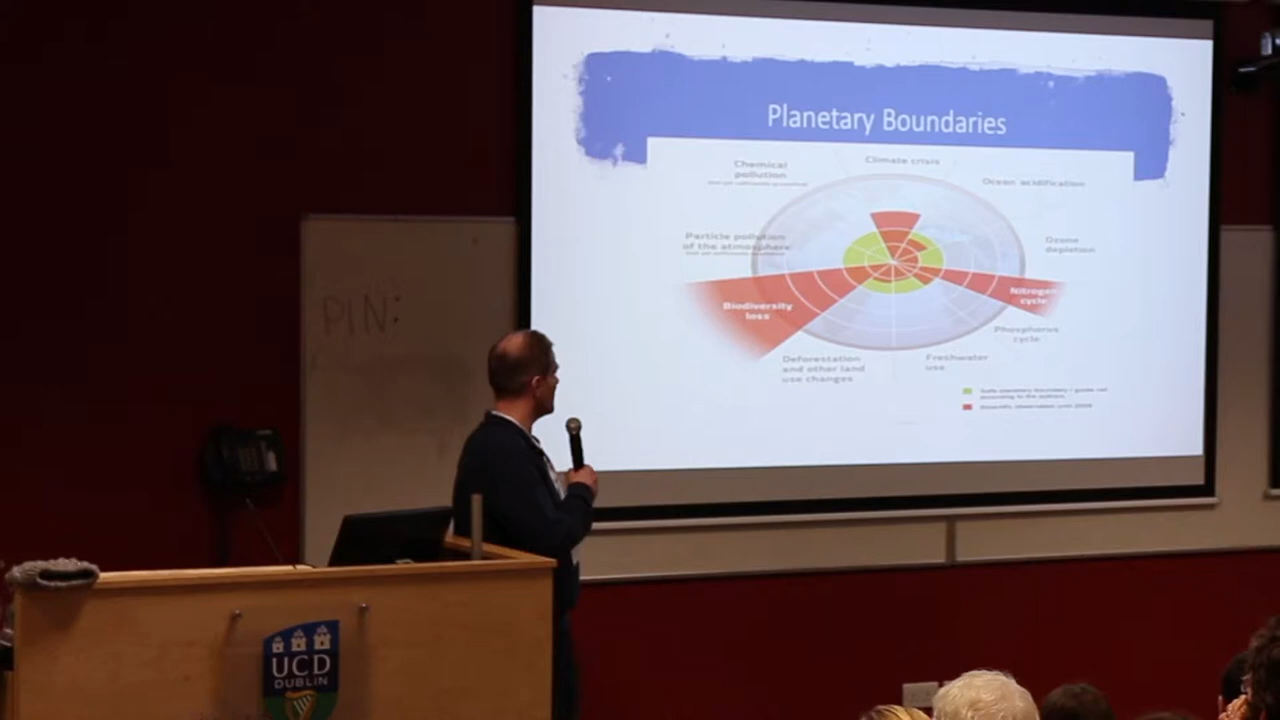 Planetary Boundaries
Climate crisis
Chemical
pollution
Ocean acidification
Particle pollution
of the atmosphere
Ozone
depletion
Nitrogen
cycle
Biodiversity
loss
Phosphorus
cycle
Deforestation
and other land
use changes
Freshwater
use
PIN:
UCD
DUBLIN